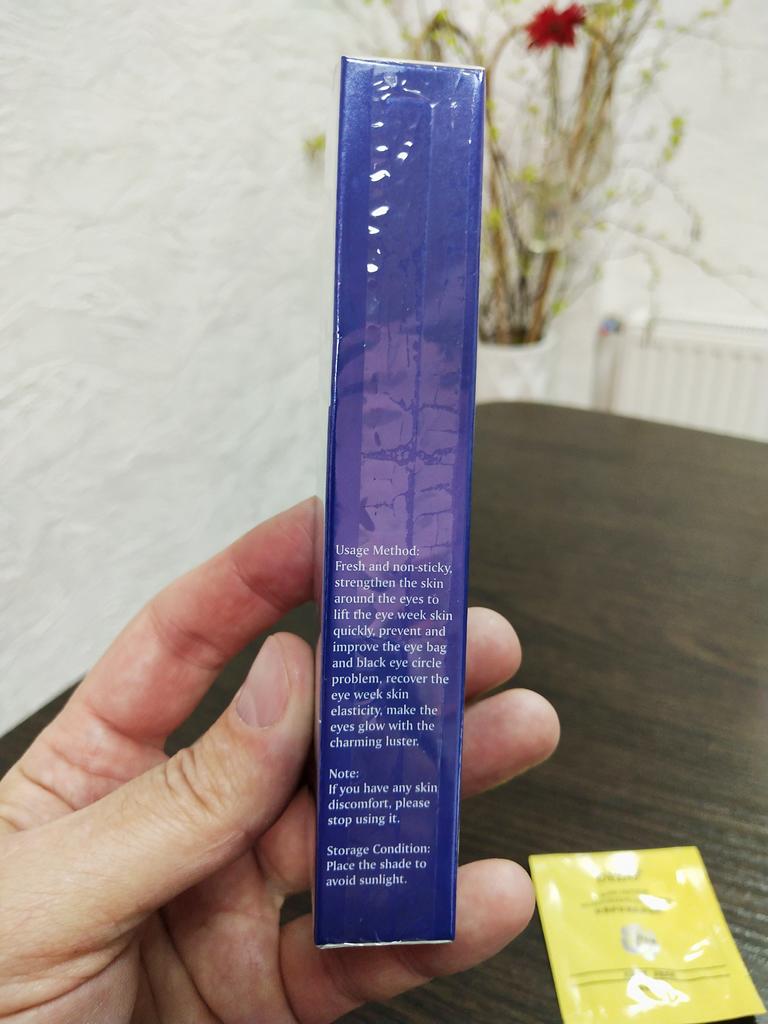 Usage Method:
Fresh and non-sticky,
strengthen the skin
around the eyes to
lift the eye week skin
quickly, prevent and
improve the eye bag
and black eye circle
problem, recover the
eye week skin
elasticity, make the
eyes glow with the
charming luster.
Note:
If you have any skin
discomfort, please
stop using it.
Storage Condition:
Place the shade to
avoid sunlight.